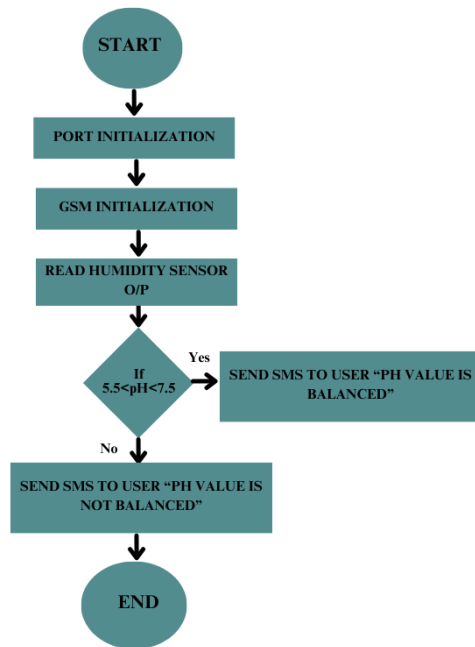 START
PORT INITIALIZATION
GSM INITIALIZATION
READ HUMIDITY SENSOR
O/P
If
5.5<pH<7.5
Yes
SEND SMS TO USER “PH VALUE IS
BALANCED”
No
SEND SMS TO USER “PH VALUE IS
NOT BALANCED”
END